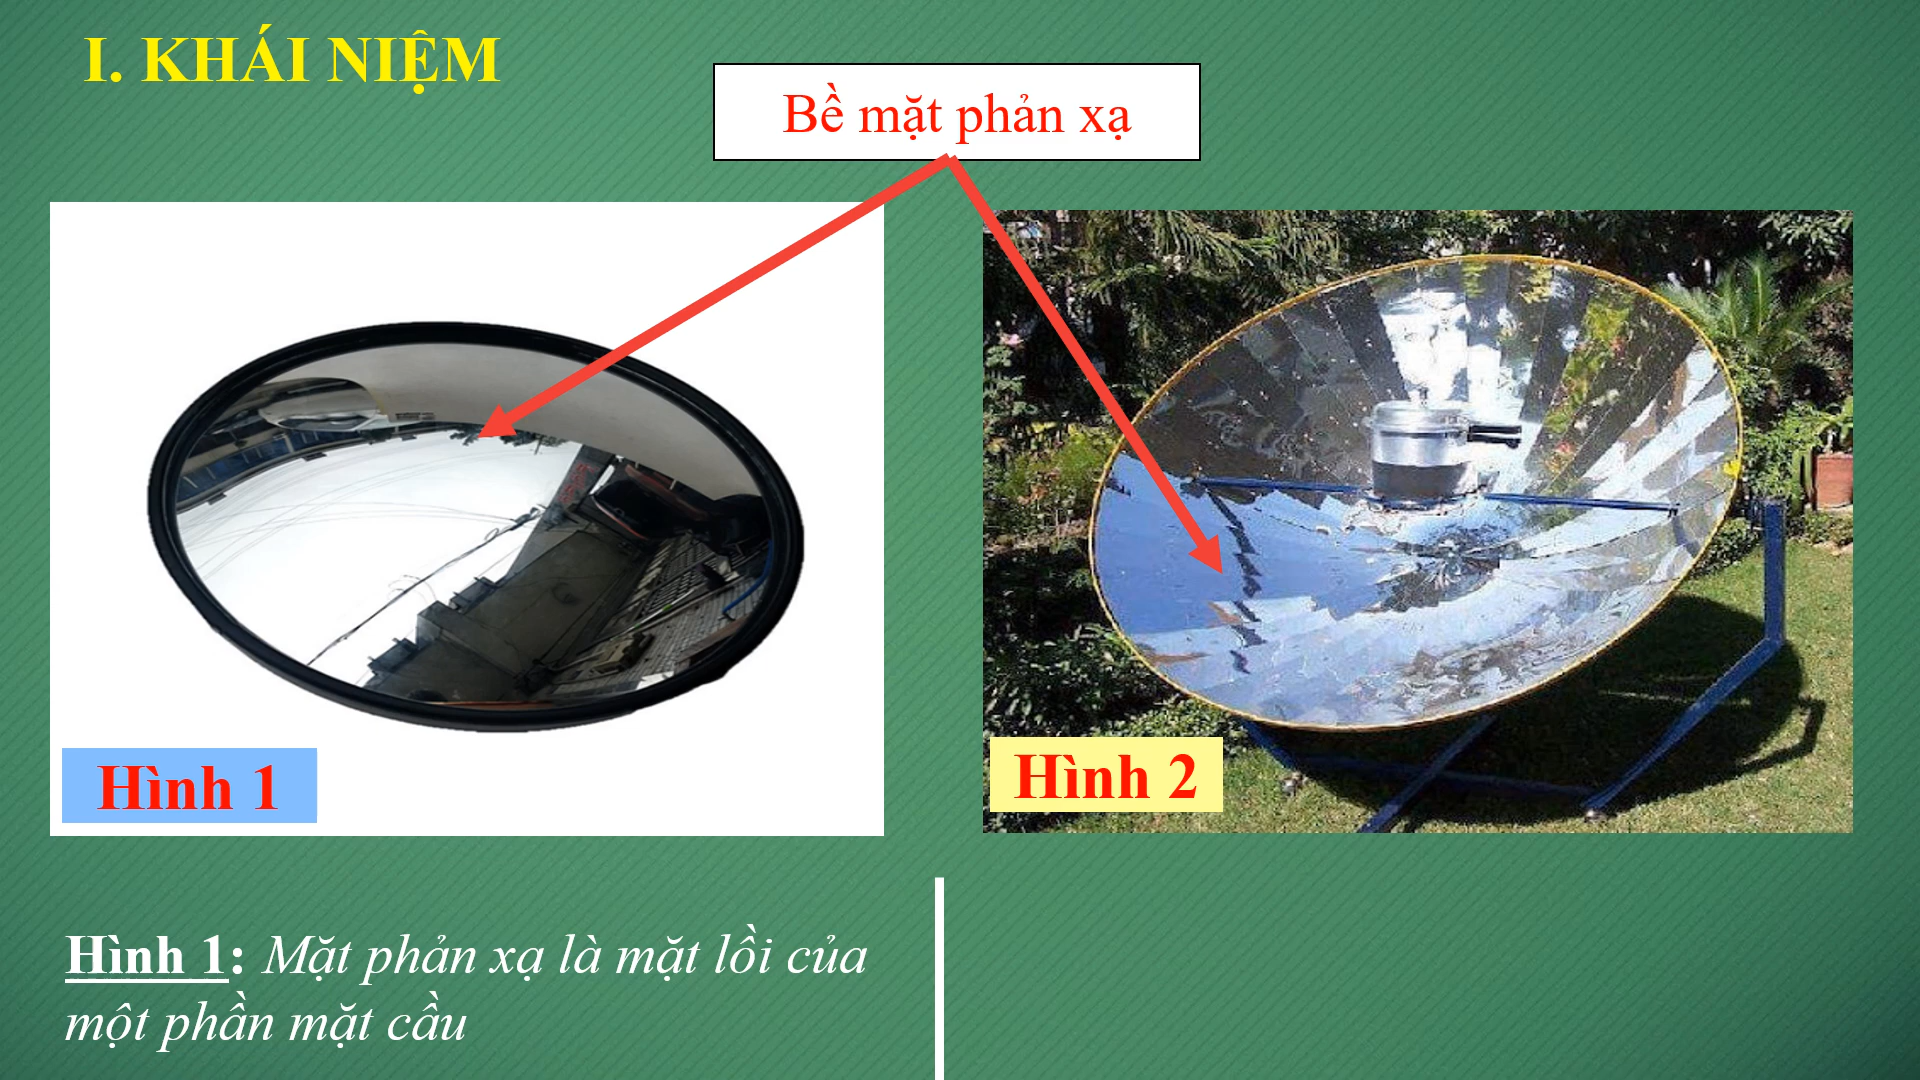 I. KHÁI NIỆM
Bề mặt phản xạ
Hình 1
Hình 2
Hình 1: Mặt phản xạ là mặt lồi của
một phần mặt cầu